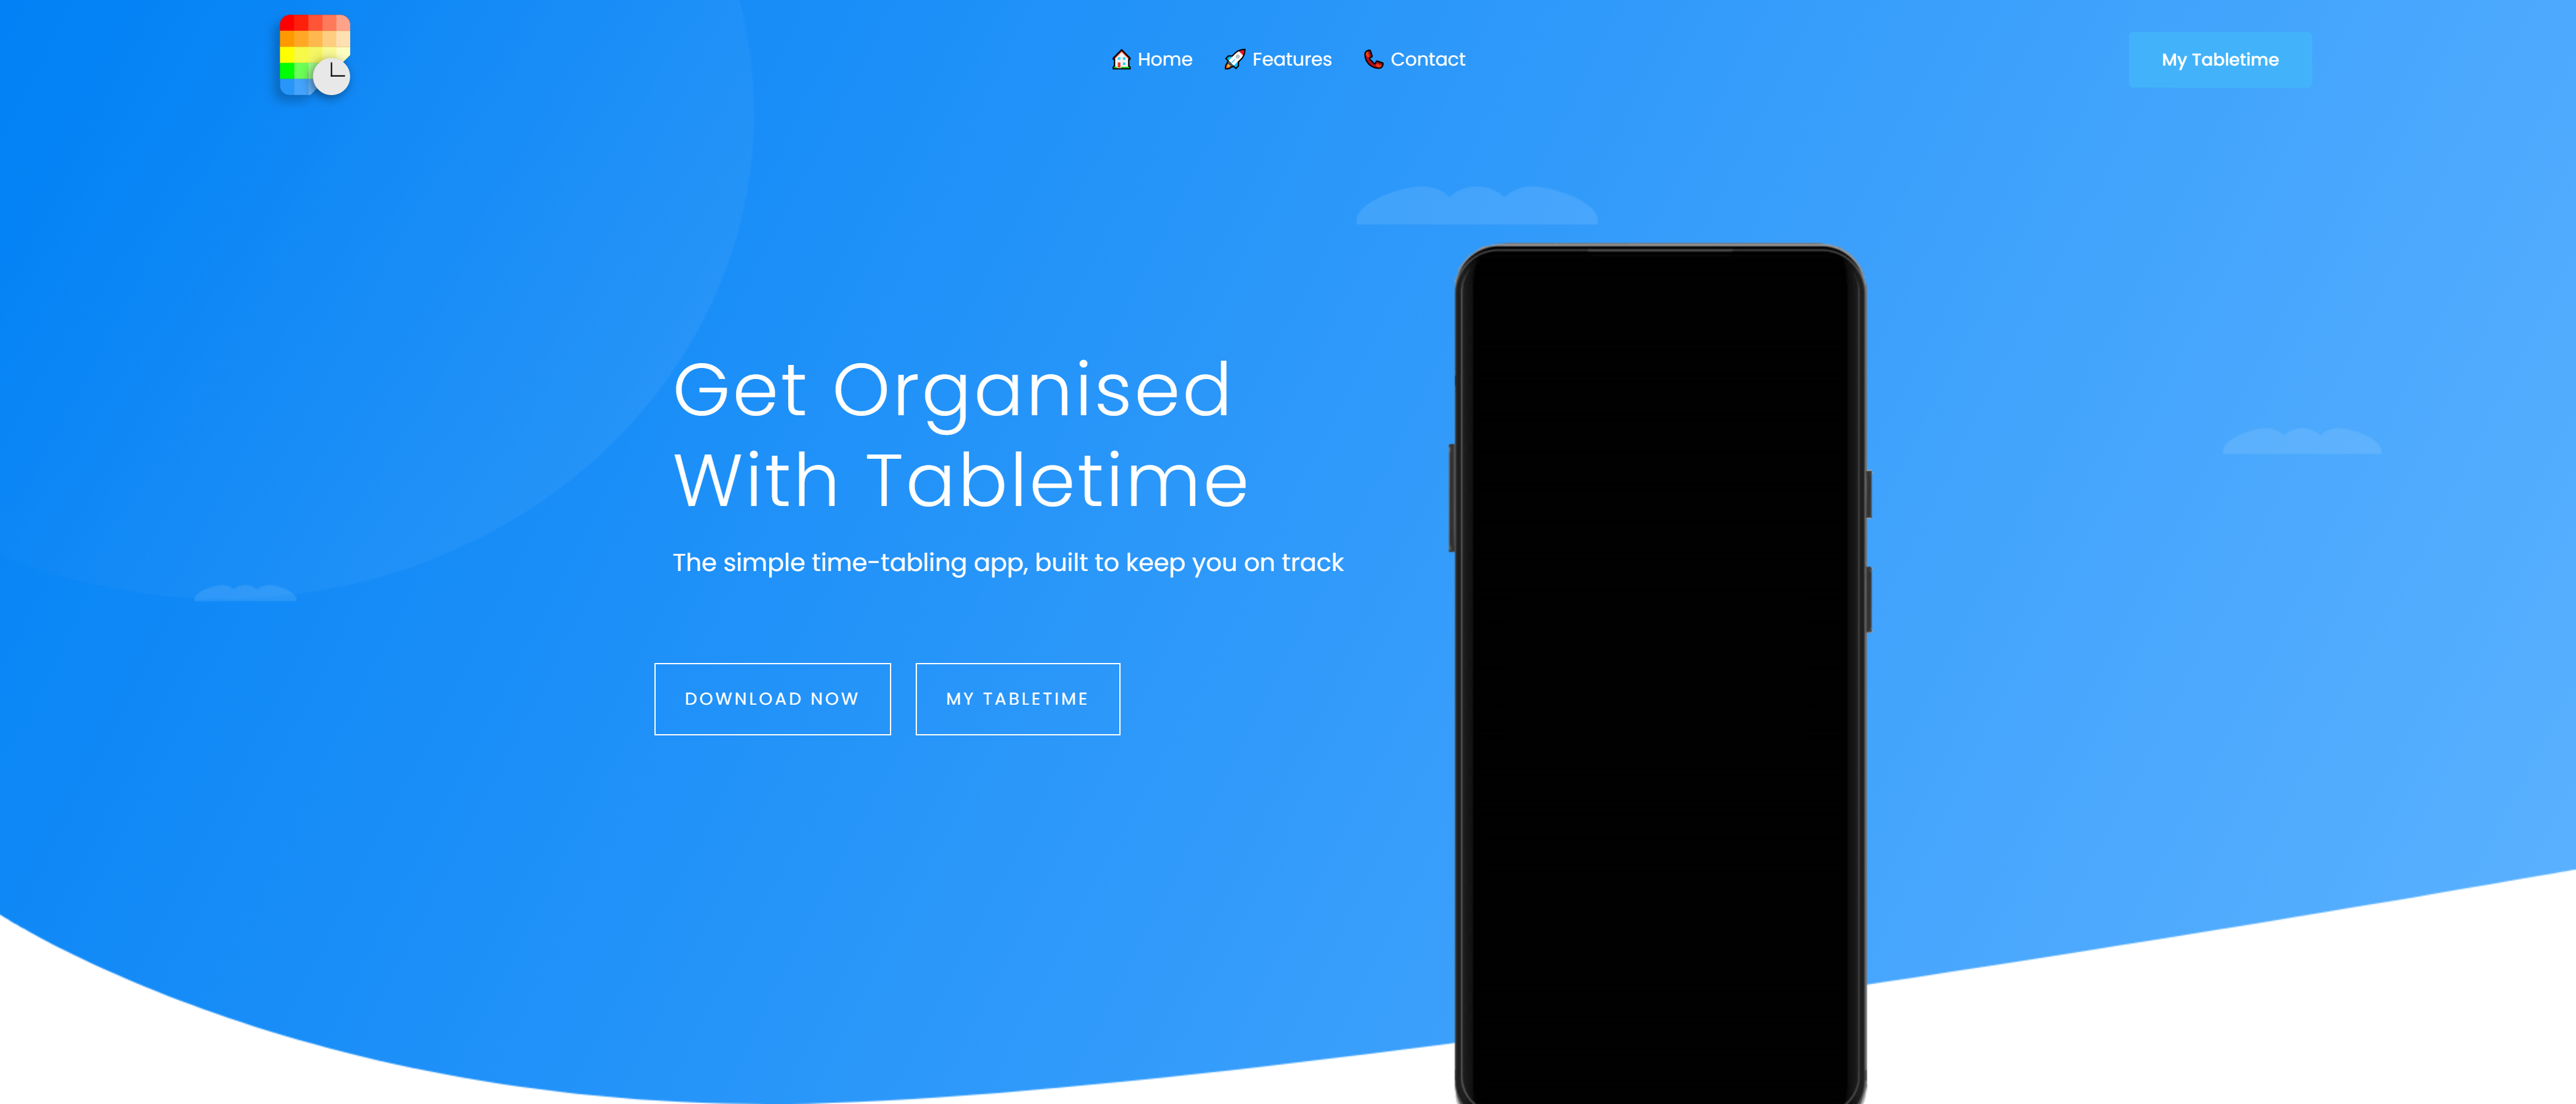 Home
Features
Contact
My Tabletime
Get Organised
With Tabletime
The simple time-tabling app, built to keep you on track
DOWNLOAD NOW
MY TABLETIME